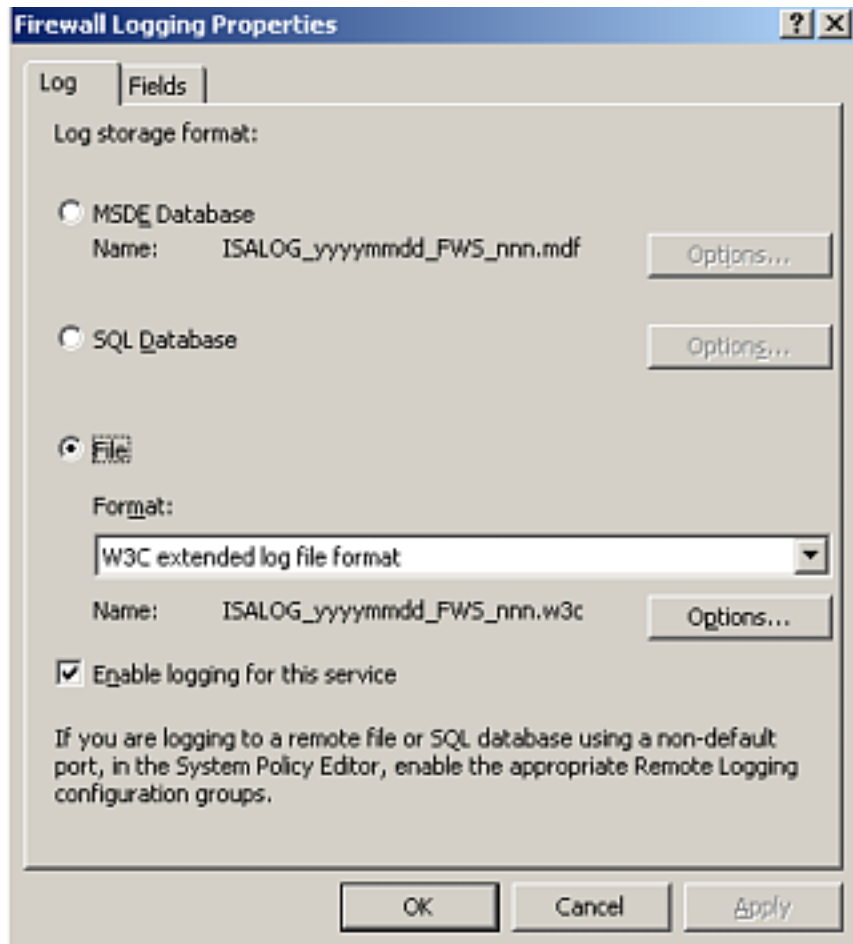 Firewall Logging Properties
Log
Fields
Log storage format:
MSDE Database
Name: ISALOG_yyyymmdd_FWS_nnn.mdf
Options...
SQL Database
Options...
File
Format:
W3C extended log file format
Name: ISALOG_yyyymmdd_FWS_nnn.w3c
Options...
Enable logging for this service
If you are logging to a remote file or SQL database using a non-default
port, in the System Policy Editor, enable the appropriate Remote Logging
configuration groups.
OK
Cancel
Apply